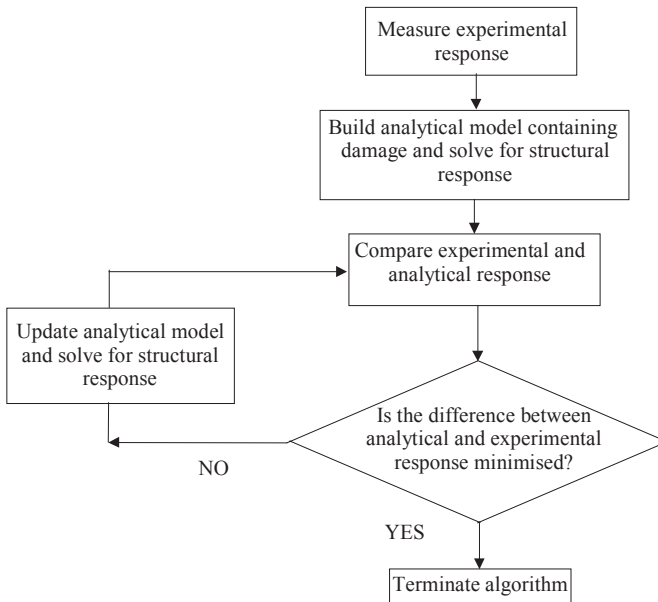 Measure experimental
response
Build analytical model containing
damage and solve for structural
response
Compare experimental and
analytical response
Update analytical model
and solve for structural
response
Is the difference between
analytical and experimental
response minimised?
NO
YES
Terminate algorithm